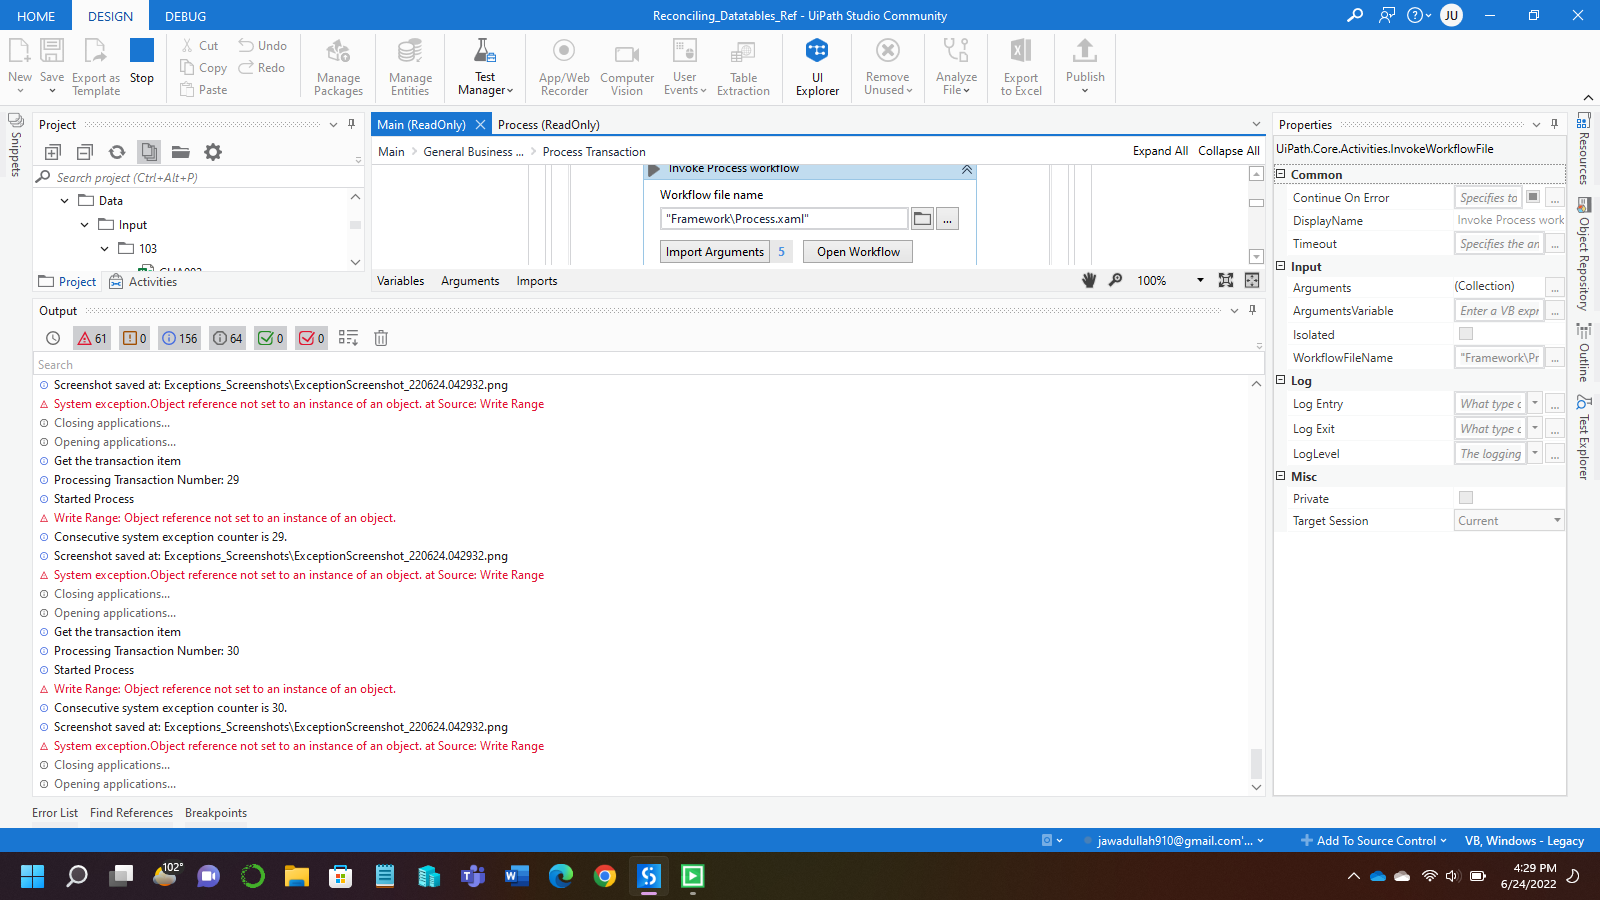 HOME DESIGN DEBUG Reconciling_Datatables_Ref - UiPath Studio Community JU
New Save Export as Template Stop Cut Copy Paste Undo Redo Manage Packages Manage Entities Test Manager App/Web Recorder Computer Vision User Events Table Extraction UI Explorer Remove Unused Analyze File Export to Excel Publish
Snippets
Project
Search project (Ctrl+Alt+P)
Data
Input
103
Project Activities
Main (ReadOnly) Process (ReadOnly)
Main General Business ... Process Transaction Expand All Collapse All
Invoke Process workflow
Workflow file name
"Framework\Process.xaml" ...
Import Arguments 5 Open Workflow
Variables Arguments Imports 100%
Output
61 0 156 64 0 0
Search
Screenshot saved at: Exceptions_Screenshots\ExceptionScreenshot_220624.042932.png
System exception.Object reference not set to an instance of an object. at Source: Write Range
Closing applications...
Opening applications...
Get the transaction item
Processing Transaction Number: 29
Started Process
Write Range: Object reference not set to an instance of an object.
Consecutive system exception counter is 29.
Screenshot saved at: Exceptions_Screenshots\ExceptionScreenshot_220624.042932.png
System exception.Object reference not set to an instance of an object. at Source: Write Range
Closing applications...
Opening applications...
Get the transaction item
Processing Transaction Number: 30
Started Process
Write Range: Object reference not set to an instance of an object.
Consecutive system exception counter is 30.
Screenshot saved at: Exceptions_Screenshots\ExceptionScreenshot_220624.042932.png
System exception.Object reference not set to an instance of an object. at Source: Write Range
Closing applications...
Opening applications...
Error List Find References Breakpoints
Properties
UiPath.Core.Activities.InvokeWorkflowFile
Common
Continue On Error Specifies to ...
DisplayName Invoke Process work
Timeout Specifies the an ...
Input
Arguments (Collection) ...
ArgumentsVariable Enter a VB expr ...
Isolated
WorkflowFileName "Framework\Pr ...
Log
Log Entry What type c ...
Log Exit What type c ...
LogLevel The logging ...
Misc
Private
Target Session Current
Resources
Object Repository
Outline
Test Explorer
jawadullah910@gmail.com'... Add To Source Control VB, Windows - Legacy
102°
4:29 PM
6/24/2022